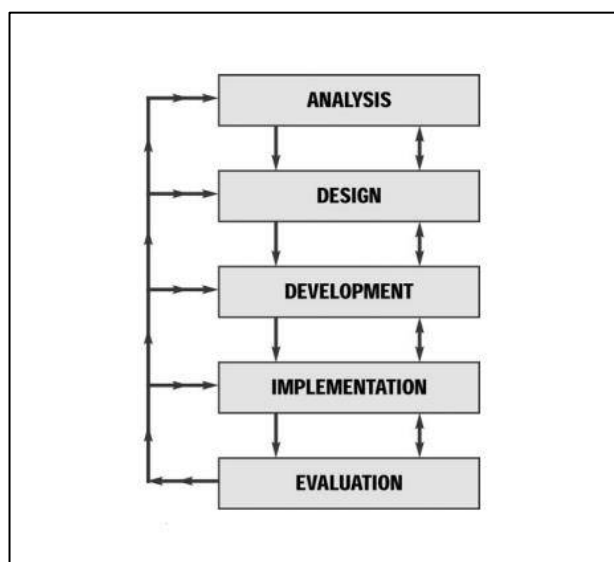 ANALYSIS
DESIGN
DEVELOPMENT
IMPLEMENTATION
EVALUATION